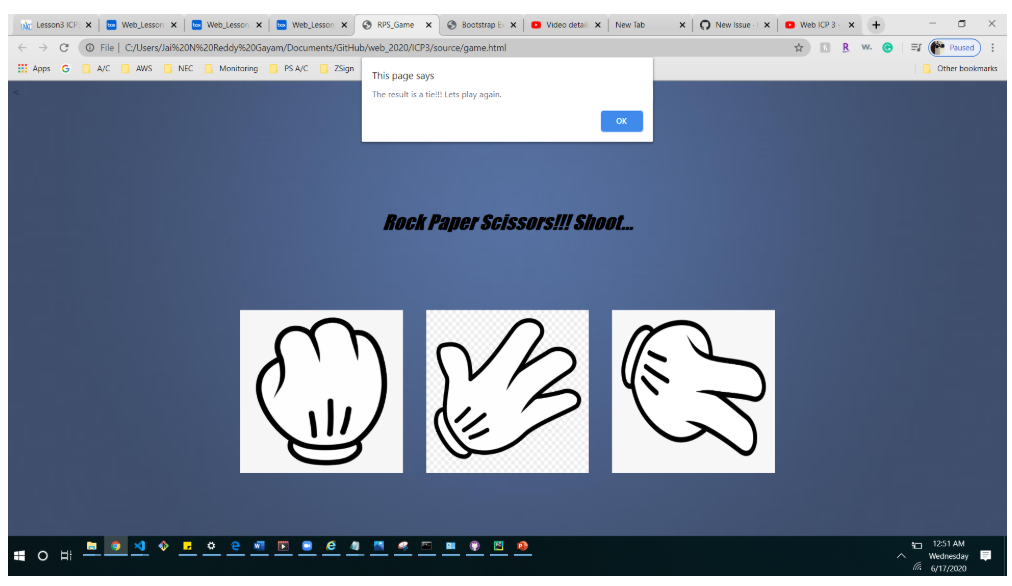 Lesson3 ICP:
Web_Lesson
Web_Lesson
Web_Lesson
RPS_Game
Bootstrap E
Video detail
New Tab
New Issue ·
Web ICP 3 -
File | C:/Users/Jai%20N%20Reddy%20Gayam/Documents/GitHub/web_2020/ICP3/source/game.html
Paused
Apps
A/C
AWS
NEC
Monitoring
PS A/C
ZSign
Other bookmarks
This page says
The result is a tie!!! Lets play again.
OK
<
Rock Paper Scissors!!! Shoot...
12:51 AM
Wednesday
6/17/2020